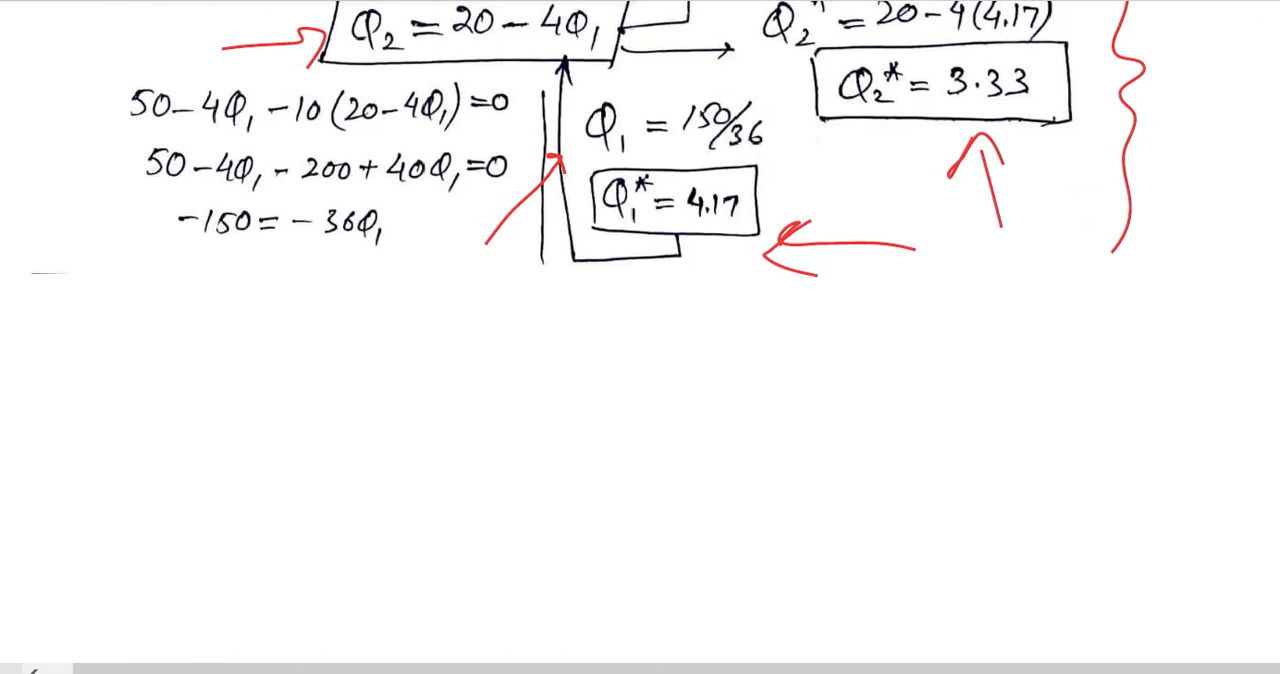 Q₂ = 20 - 4Q₁
50 - 4Q₁ - 10(20 - 4Q₁) = 0
50 - 4Q₁ - 200 + 40Q₁ = 0
-150 = -36Q₁
Q₁ = 150/36
Q₁* = 4.17
Q₂* = 20 - 4(4.17)
Q₂* = 3.33